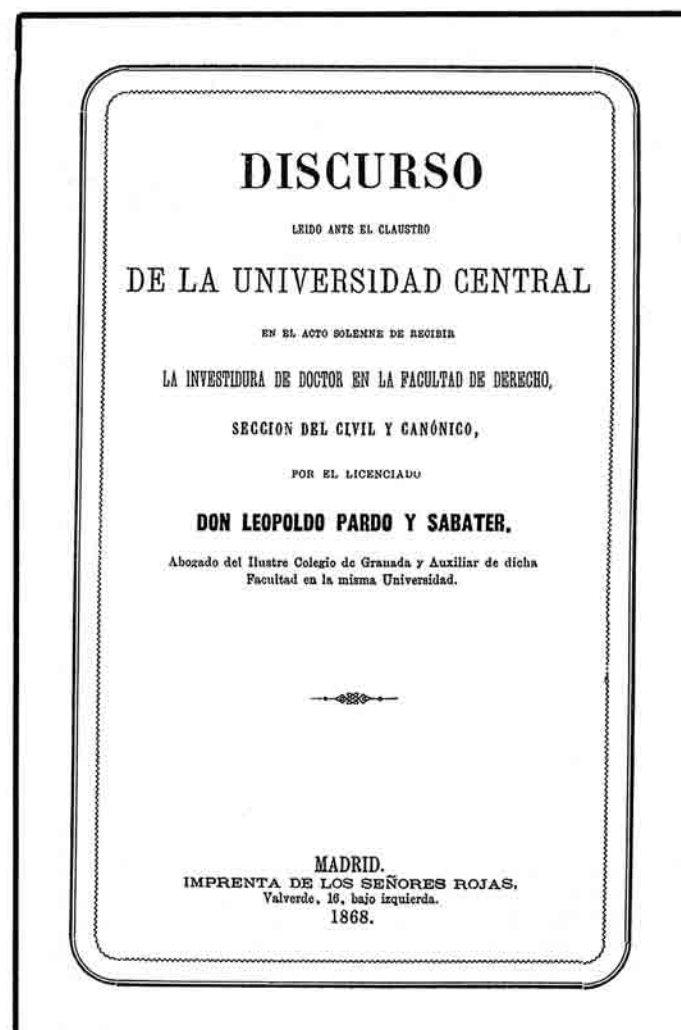 DISCURSO
LEIDO ANTE EL CLAUSTRO
DE LA UNIVERSIDAD CENTRAL
EN EL ACTO SOLEMNE DE RECIBIR
LA INVESTIDURA DE DOCTOR EN LA FACULTAD DE DERECHO,
SECCION DEL CIVIL Y CANÓNICO,
POR EL LICENCIADO
DON LEOPOLDO PARDO Y SABATER,
Abogado del Ilustre Colegio de Granada y Auxiliar de dicha
Facultad en la misma Universidad.
MADRID.
IMPRENTA DE LOS SEÑORES ROJAS,
Valverde, 16, bajo izquierda.
1868.